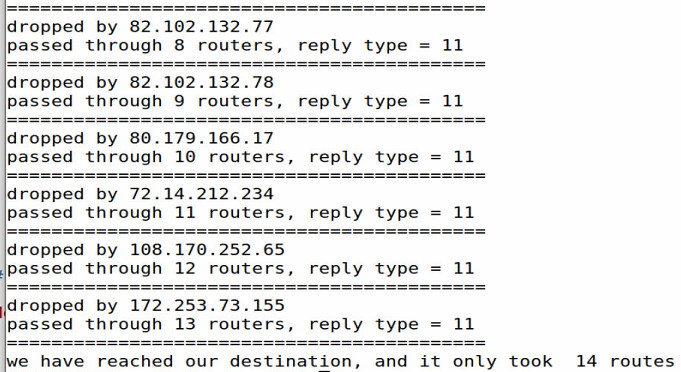 ============================================
dropped by 82.102.132.77
passed through 8 routers, reply type = 11
============================================
dropped by 82.102.132.78
passed through 9 routers, reply type = 11
============================================
dropped by 80.179.166.17
passed through 10 routers, reply type = 11
============================================
dropped by 72.14.212.234
passed through 11 routers, reply type = 11
============================================
dropped by 108.170.252.65
passed through 12 routers, reply type = 11
============================================
dropped by 172.253.73.155
passed through 13 routers, reply type = 11
============================================
we have reached our destination, and it only took  14 routes